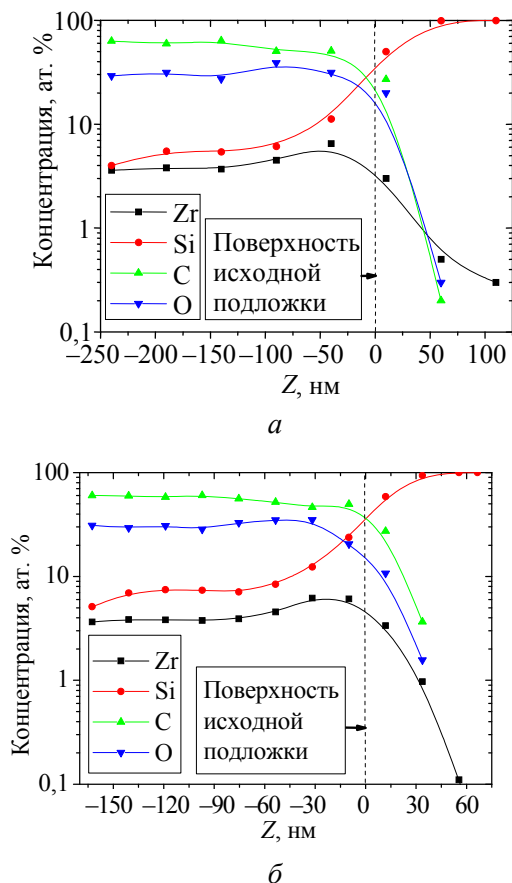 Концентрация, ат. %
100
10
1
0,1
Zr
Si
C
O
Поверхность
исходной
подложки
–250 –200 –150 –100 –50 0 50 100
Z, нм
а
Концентрация, ат. %
100
10
1
0,1
Zr
Si
C
O
Поверхность
исходной
подложки
–150 –120 –90 –60 –30 0 30 60
Z, нм
б